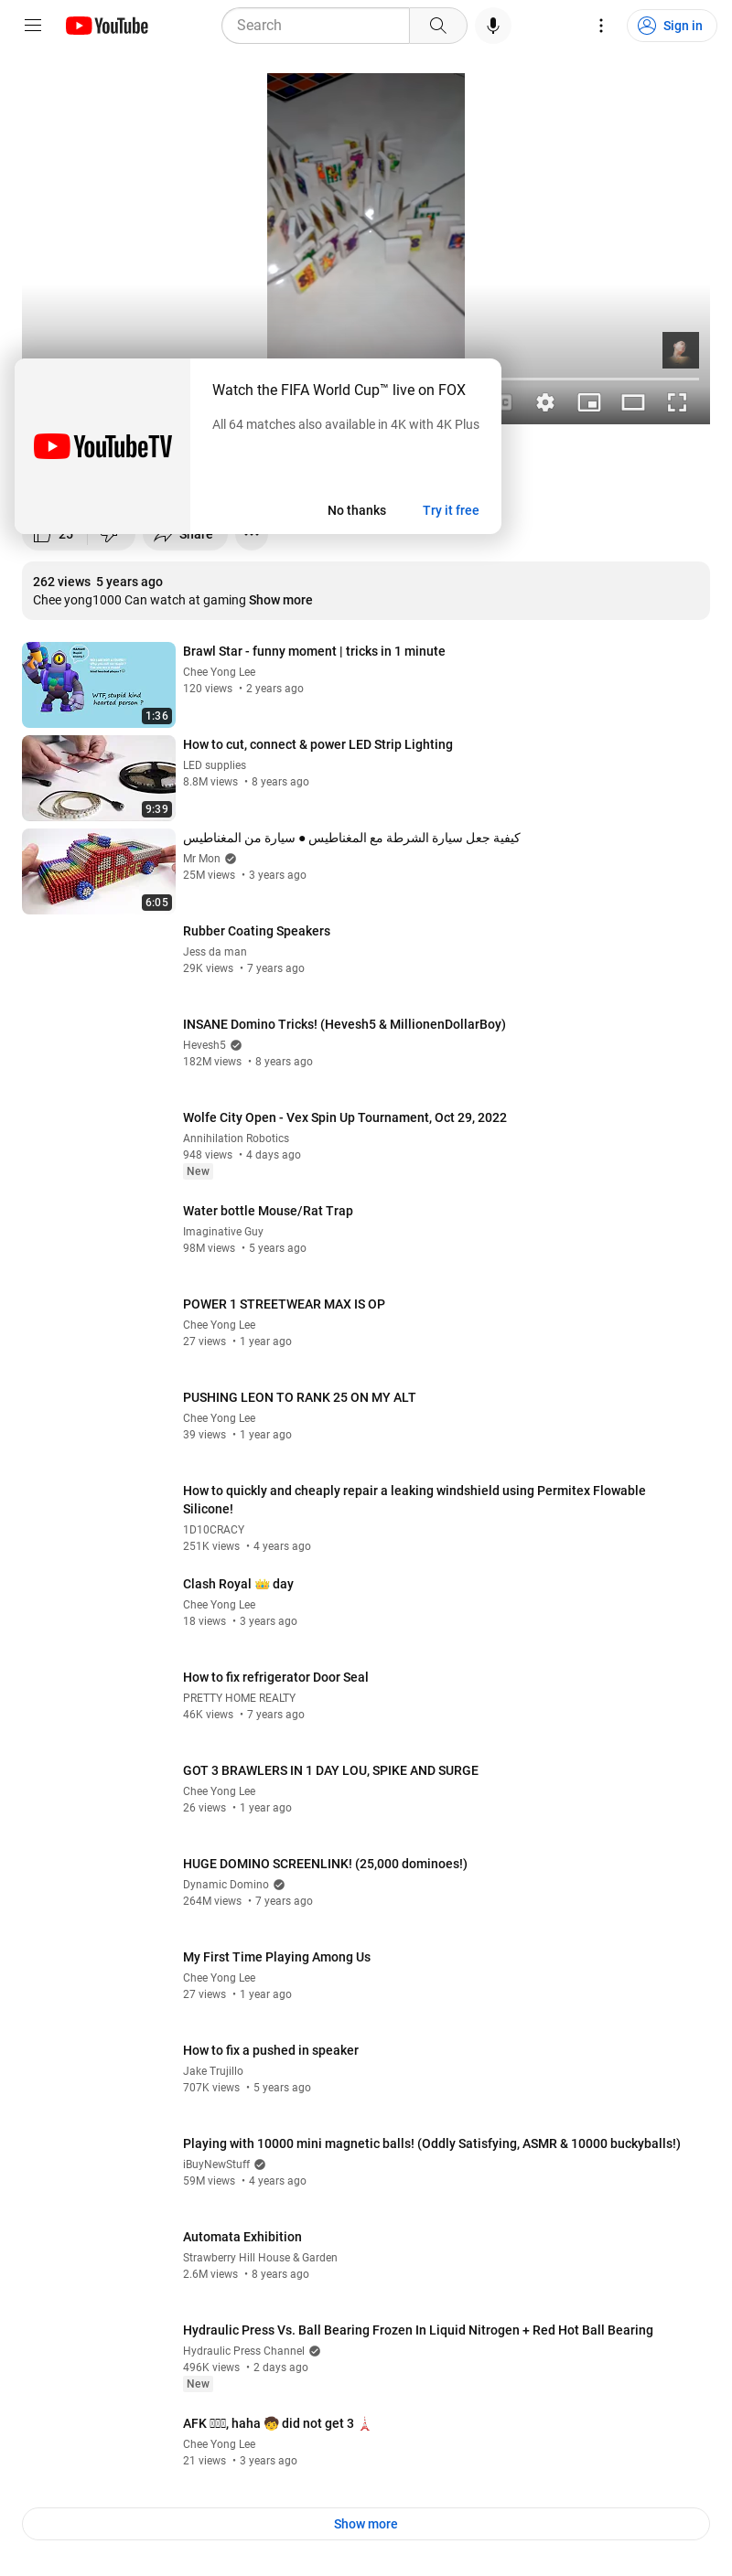 YouTube
Search
Sign in
Watch the FIFA World Cup™ live on FOX
All 64 matches also available in 4K with 4K Plus
YouTubeTV
No thanks
Try it free
25
Share
262 views 5 years ago
Chee yong1000 Can watch at gaming Show more
Brawl Star - funny moment | tricks in 1 minute
Chee Yong Lee
120 views • 2 years ago
WTF, stupid kind
hearted person ?
1:36
How to cut, connect & power LED Strip Lighting
LED supplies
8.8M views • 8 years ago
9:39
كيفية جعل سيارة الشرطة مع المغناطيس ● سيارة من المغناطيس
Mr Mon
25M views • 3 years ago
POLICE
6:05
Rubber Coating Speakers
Jess da man
29K views • 7 years ago
INSANE Domino Tricks! (Hevesh5 & MillionenDollarBoy)
Hevesh5
182M views • 8 years ago
Wolfe City Open - Vex Spin Up Tournament, Oct 29, 2022
Annihilation Robotics
948 views • 4 days ago
New
Water bottle Mouse/Rat Trap
Imaginative Guy
98M views • 5 years ago
POWER 1 STREETWEAR MAX IS OP
Chee Yong Lee
27 views • 1 year ago
PUSHING LEON TO RANK 25 ON MY ALT
Chee Yong Lee
39 views • 1 year ago
How to quickly and cheaply repair a leaking windshield using Permitex Flowable
Silicone!
1D10CRACY
251K views • 4 years ago
Clash Royal 👑 day
Chee Yong Lee
18 views • 3 years ago
How to fix refrigerator Door Seal
PRETTY HOME REALTY
46K views • 7 years ago
GOT 3 BRAWLERS IN 1 DAY LOU, SPIKE AND SURGE
Chee Yong Lee
26 views • 1 year ago
HUGE DOMINO SCREENLINK! (25,000 dominoes!)
Dynamic Domino
264M views • 7 years ago
My First Time Playing Among Us
Chee Yong Lee
27 views • 1 year ago
How to fix a pushed in speaker
Jake Trujillo
707K views • 5 years ago
Playing with 10000 mini magnetic balls! (Oddly Satisfying, ASMR & 10000 buckyballs!)
iBuyNewStuff
59M views • 4 years ago
Automata Exhibition
Strawberry Hill House & Garden
2.6M views • 8 years ago
Hydraulic Press Vs. Ball Bearing Frozen In Liquid Nitrogen + Red Hot Ball Bearing
Hydraulic Press Channel
496K views • 2 days ago
New
AFK , haha 🧒 did not get 3 🗼
Chee Yong Lee
21 views • 3 years ago
Show more